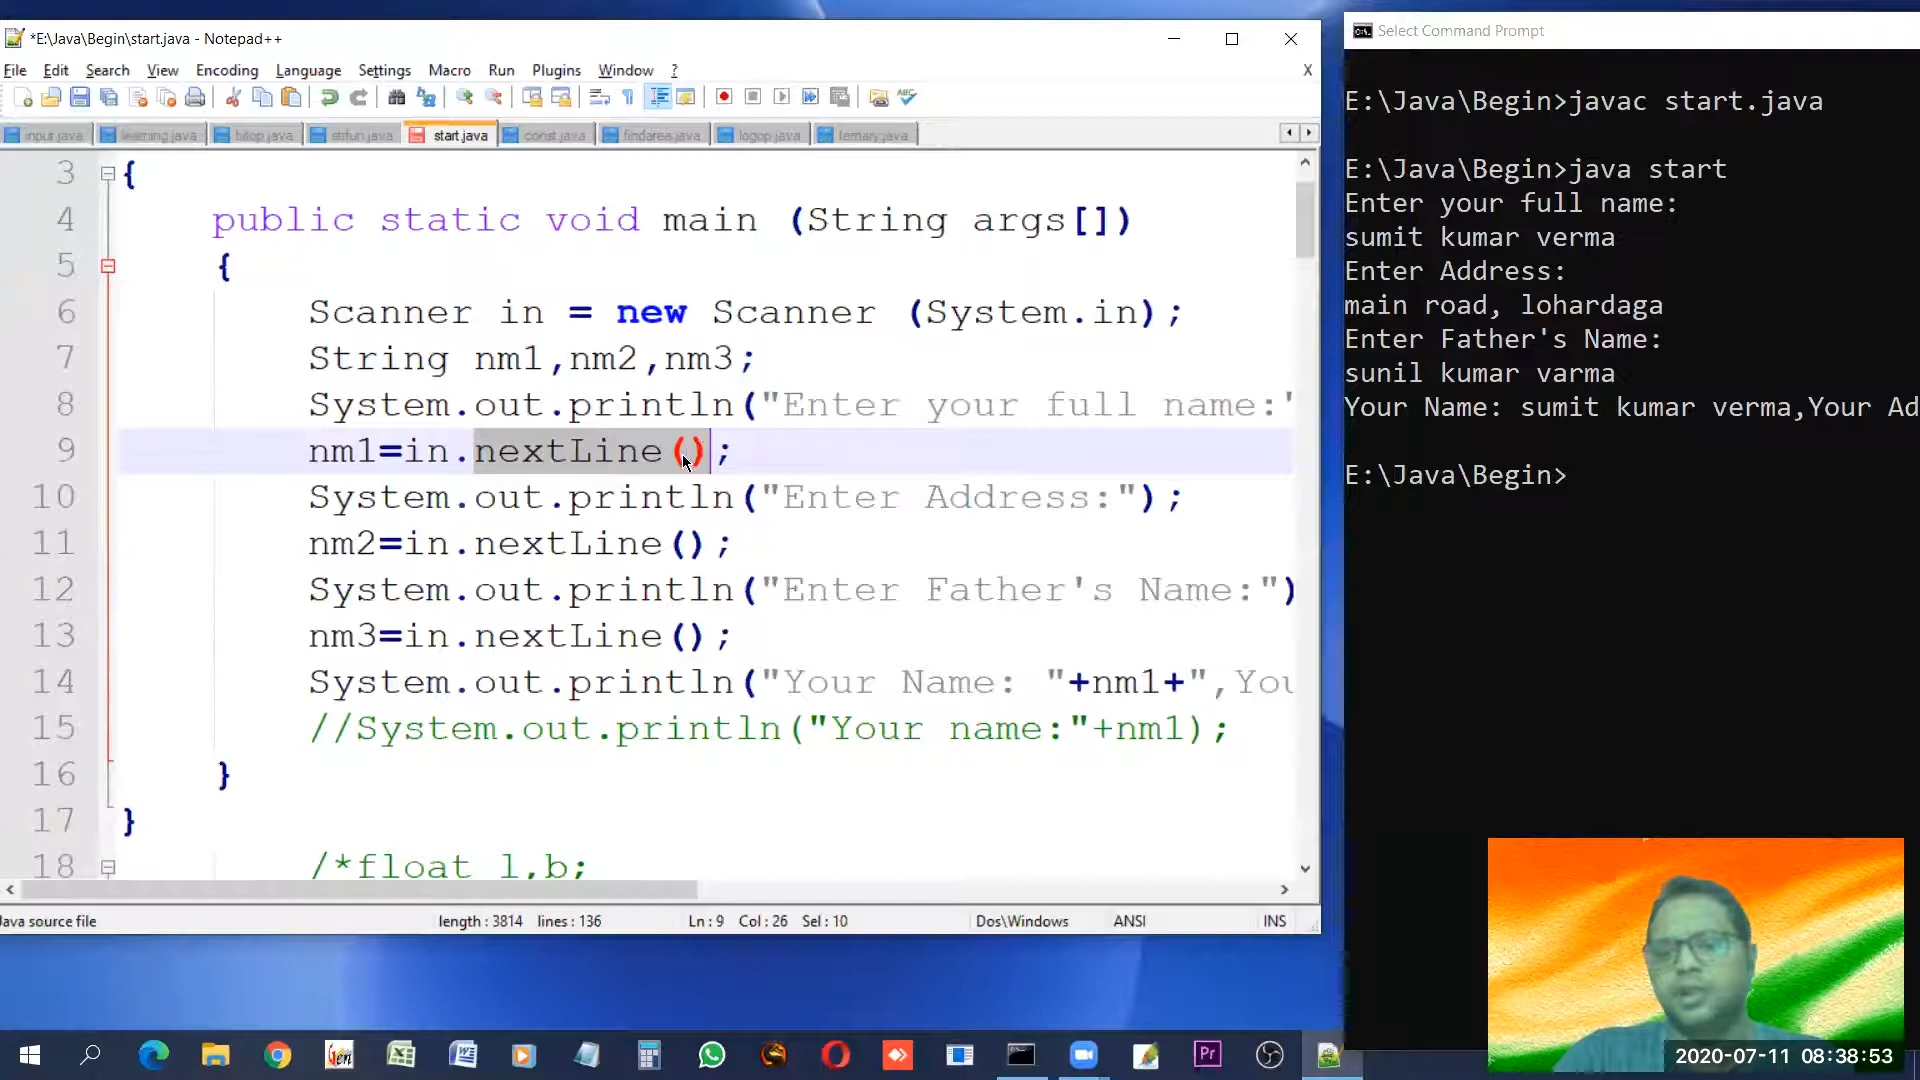 *E:\Java\Begin\start.java - Notepad++
File Edit Search View Encoding Language Settings Macro Run Plugins Window ? X
input.java learning.java bitop.java strfun.java start.java const.java findarea.java logop.java ternary.java
3 {
4 public static void main (String args[])
5 {
6 Scanner in = new Scanner (System.in);
7 String nm1,nm2,nm3;
8 System.out.println("Enter your full name:"
9 nm1=in.nextLine();
10 System.out.println("Enter Address:");
11 nm2=in.nextLine();
12 System.out.println("Enter Father's Name:")
13 nm3=in.nextLine();
14 System.out.println("Your Name: "+nm1+",You
15 //System.out.println("Your name:"+nm1);
16 }
17 }
18 /*float l,b;
Java source file length : 3814 lines : 136 Ln : 9 Col : 26 Sel : 10 Dos\Windows ANSI INS
Select Command Prompt
E:\Java\Begin>javac start.java
E:\Java\Begin>java start
Enter your full name:
sumit kumar verma
Enter Address:
main road, lohardaga
Enter Father's Name:
sunil kumar varma
Your Name: sumit kumar verma,Your Ad
E:\Java\Begin>
Gen
Pr
2020-07-11 08:38:53